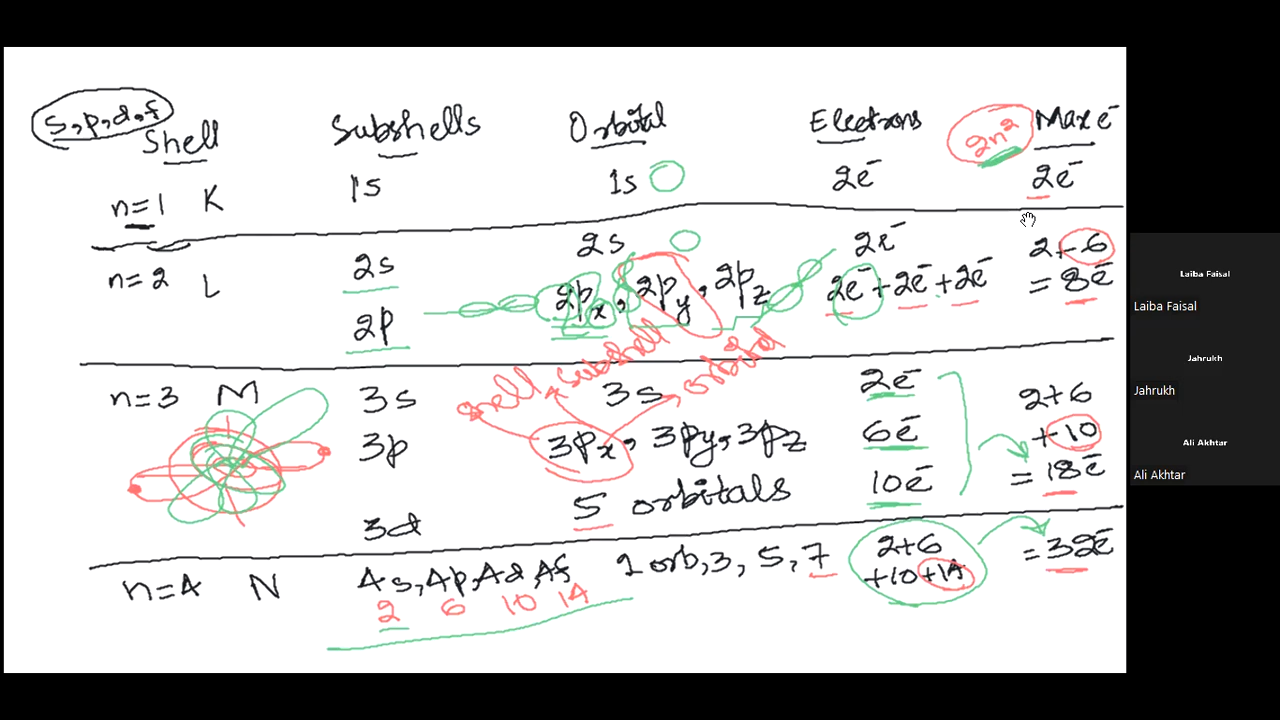 s, p, d, f
Shell Subshells Orbital Electrons 2n² Max e⁻
n=1 K 1s 1s 2e⁻ 2e⁻
n=2 L 2s 2s 2e⁻ 2+6
2p 2px, 2py, 2pz 2e⁻+2e⁻+2e⁻ = 8e⁻
shell subshell orbital
n=3 M 3s 3s 2e⁻ 2+6
3p 3px, 3py, 3pz 6e⁻ +10
3d 5 orbitals 10e⁻ = 18e⁻
n=4 N 4s, 4p, 4d, 4f 1 orb, 3, 5, 7 2+6 = 32e⁻
+10+14
2 6 10 14
Laiba Faisal
Laiba Faisal
Jahrukh
Jahrukh
Ali Akhtar
Ali Akhtar